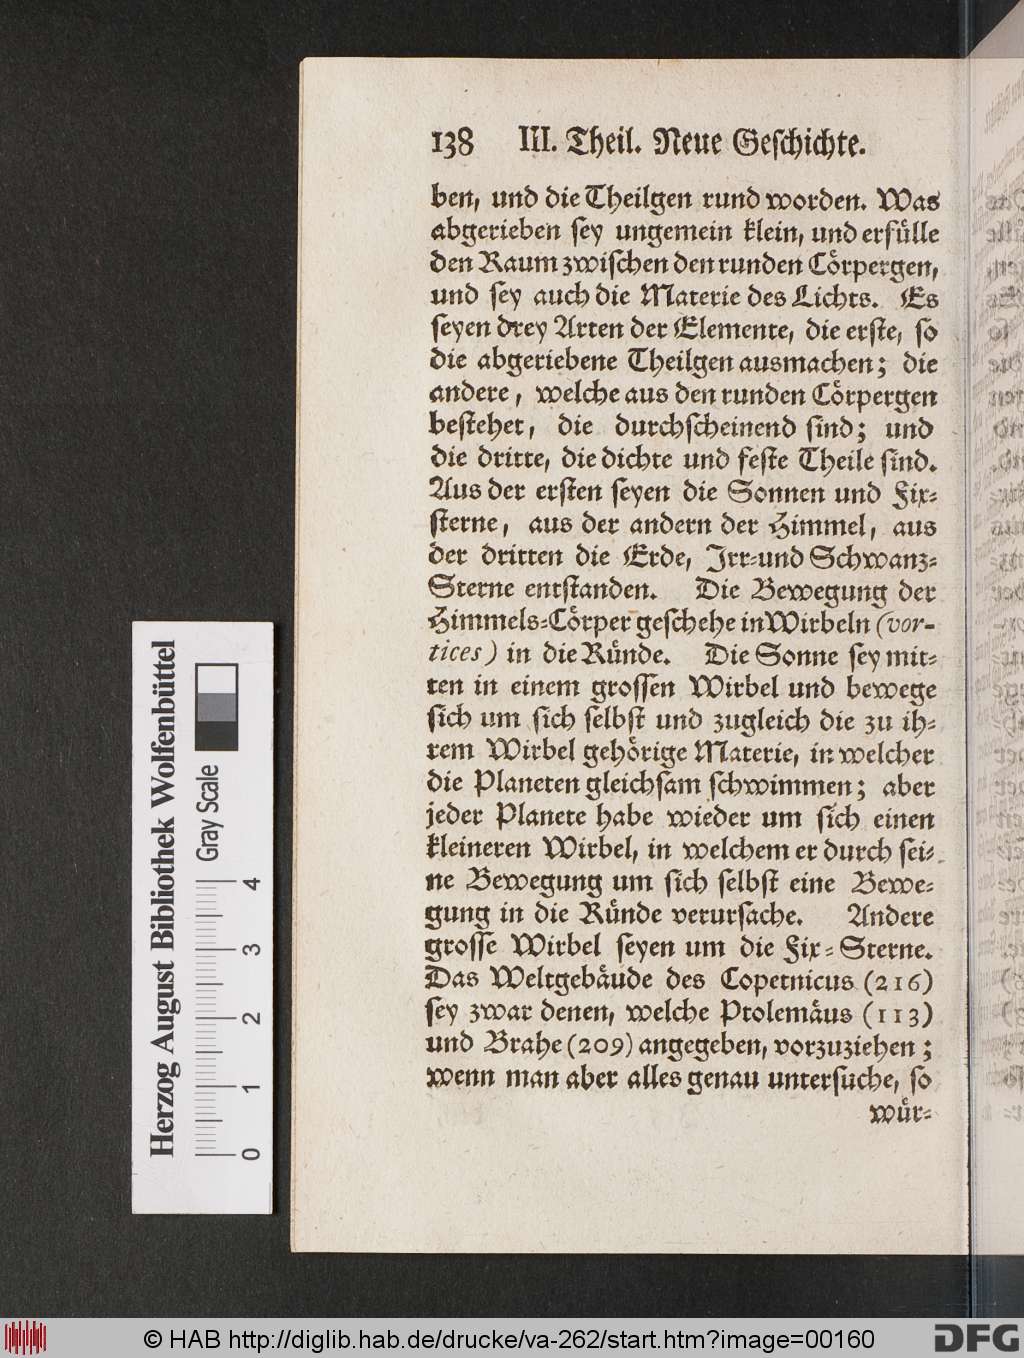 138 III. Theil. Neue Geschichte.
ben, und die Theilgen rund worden. Was
abgerieben sey ungemein klein, und erfülle
den Raum zwischen den runden Cörpergen,
und sey auch die Materie des Lichts. Es
seyen drey Arten der Elemente, die erste, so
die abgeriebene Theilgen ausmachen; die
andere, welche aus den runden Cörpergen
bestehet, die durchscheinend sind; und
die dritte, die dichte und feste Theile sind.
Aus der ersten seyen die Sonnen und Fix-
sterne, aus der andern der Himmel, aus
der dritten die Erde, Irr-und Schwanz-
Sterne entstanden. Die Bewegung der
Himmels-Cörper geschehe in Wirbeln (vor-
tices) in die Ründe. Die Sonne sey mit-
ten in einem grossen Wirbel und bewege
sich um sich selbst und zugleich die zu ih-
rem Wirbel gehörige Materie, in welcher
die Planeten gleichsam schwimmen; aber
jeder Planete habe wieder um sich einen
kleineren Wirbel, in welchem er durch sei-
ne Bewegung um sich selbst eine Bewe-
gung in die Ründe verursache. Andere
grosse Wirbel seyen um die Fix-Sterne.
Das Weltgebäude des Copernicus (216)
sey zwar denen, welche Ptolemäus (113)
und Brahe (209) angegeben, vorzuziehen;
wenn man aber alles genau untersuche, so
wür-
Herzog August Bibliothek Wolfenbüttel
Gray Scale
0 1 2 3 4
© HAB http://diglib.hab.de/drucke/va-262/start.htm?image=00160
DFG